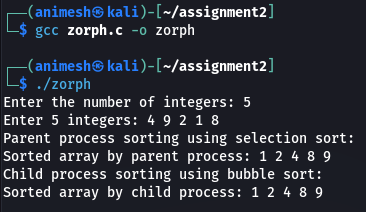 ┌──(animesh㉿kali)-[~/assignment2]
└─$ gcc zorph.c -o zorph
┌──(animesh㉿kali)-[~/assignment2]
└─$ ./zorph
Enter the number of integers: 5
Enter 5 integers: 4 9 2 1 8
Parent process sorting using selection sort:
Sorted array by parent process: 1 2 4 8 9
Child process sorting using bubble sort:
Sorted array by child process: 1 2 4 8 9